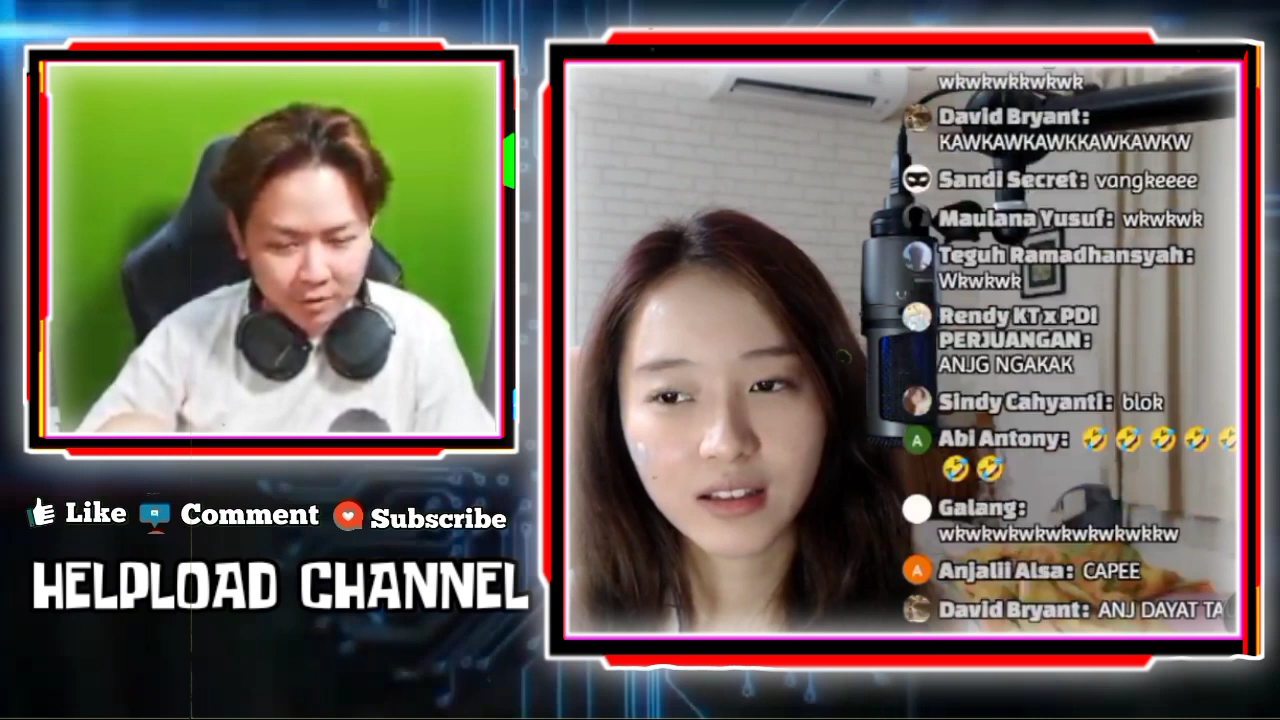 Like Comment Subscribe
HELPLOAD CHANNEL
wkwkwkkwkwk
David Bryant:
KAWKAWKAWKKAWKAWKW
Sandi Secret: vangkeeee
Maulana Yusuf: wkwkwk
Teguh Ramadhansyah:
Wkwkwk
Rendy KT x PDI
PERJUANGAN:
ANJG NGAKAK
Sindy Cahyanti: blok
A Abi Antony: 🤣🤣🤣🤣🤣
🤣🤣
Galang:
wkwkwkwkwkwkwkwkkw
A Anjalii Alsa: CAPEE
David Bryant: ANJ DAYAT TA